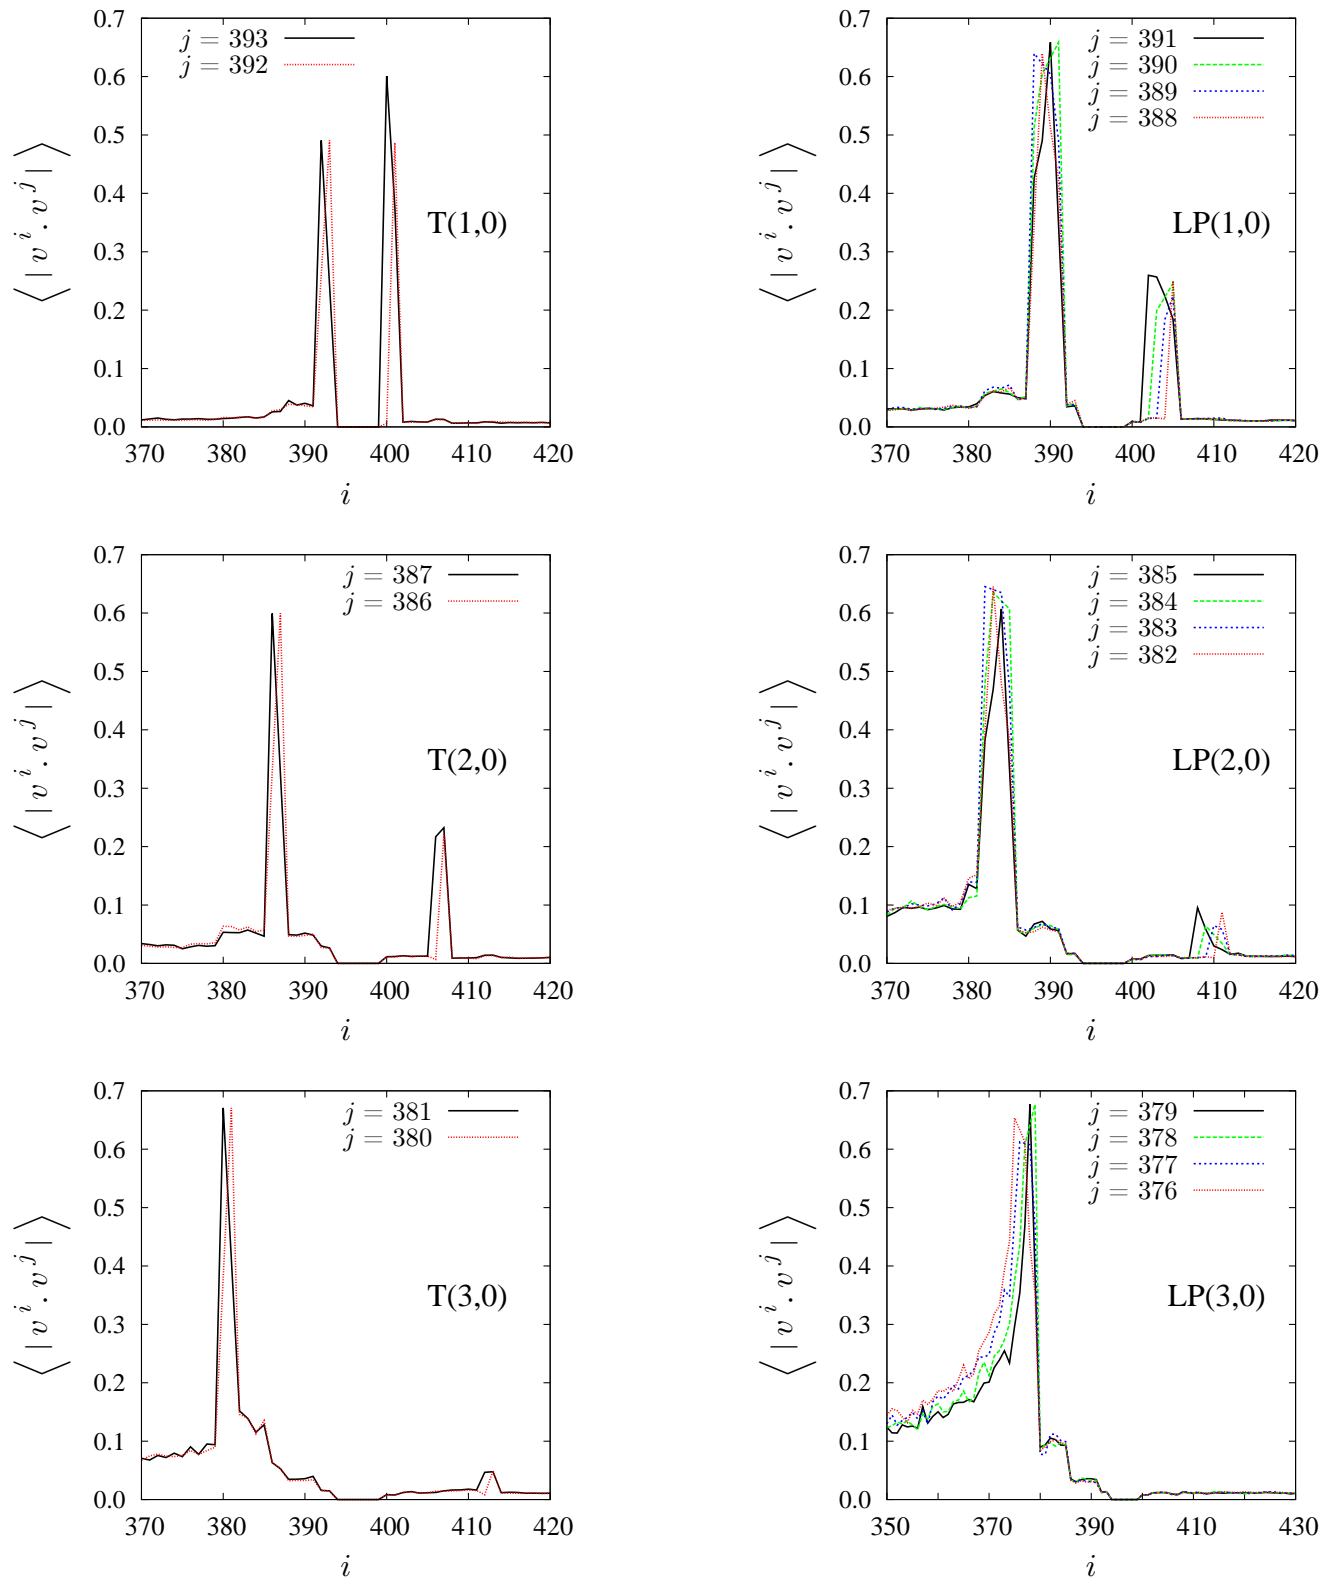 0.7
0.6
0.5
0.4
0.3
0.2
0.1
0.0
370 380 390 400 410 420
i
⟨ | v^i . v^j | ⟩
j = 393
j = 392
T(1,0)
0.7
0.6
0.5
0.4
0.3
0.2
0.1
0.0
370 380 390 400 410 420
i
⟨ | v^i . v^j | ⟩
j = 391
j = 390
j = 389
j = 388
LP(1,0)
0.7
0.6
0.5
0.4
0.3
0.2
0.1
0.0
370 380 390 400 410 420
i
⟨ | v^i . v^j | ⟩
j = 387
j = 386
T(2,0)
0.7
0.6
0.5
0.4
0.3
0.2
0.1
0.0
370 380 390 400 410 420
i
⟨ | v^i . v^j | ⟩
j = 385
j = 384
j = 383
j = 382
LP(2,0)
0.7
0.6
0.5
0.4
0.3
0.2
0.1
0.0
370 380 390 400 410 420
i
⟨ | v^i . v^j | ⟩
j = 381
j = 380
T(3,0)
0.7
0.6
0.5
0.4
0.3
0.2
0.1
0.0
350 370 390 410 430
i
⟨ | v^i . v^j | ⟩
j = 379
j = 378
j = 377
j = 376
LP(3,0)